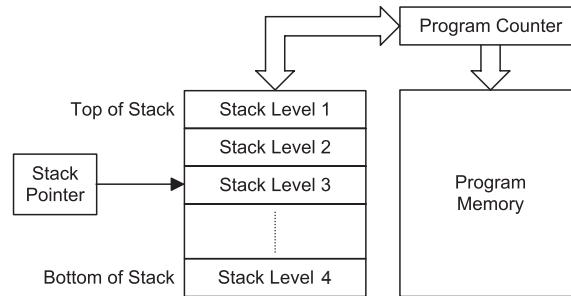 Program Counter
Top of Stack
Stack Level 1
Stack Level 2
Stack
Pointer
Stack Level 3
Program
Memory
Bottom of Stack
Stack Level 4